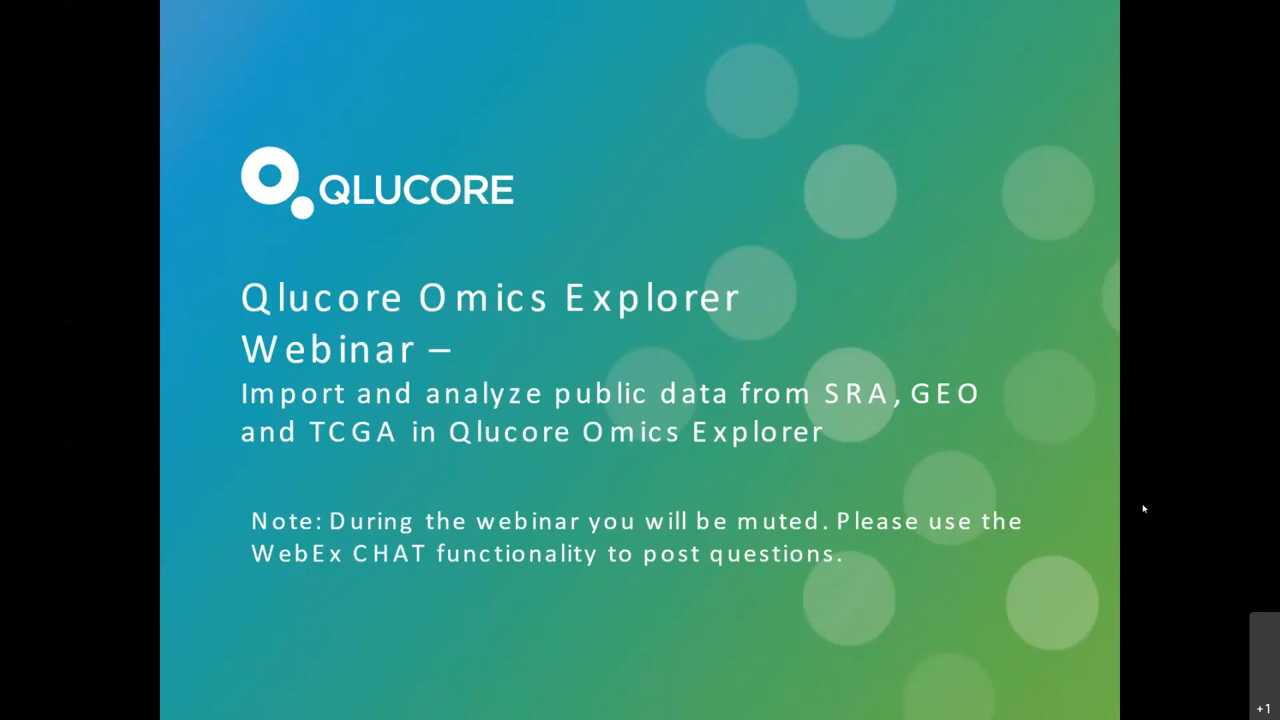 QLUCORE
Qlucore Omics Explorer
Webinar –
Import and analyze public data from SRA, GEO
and TCGA in Qlucore Omics Explorer
Note: During the webinar you will be muted. Please use the
WebEx CHAT functionality to post questions.
+1